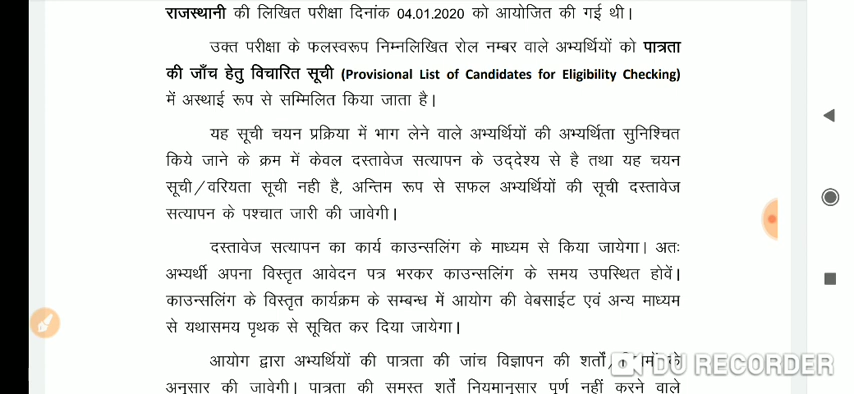 राजस्थानी की लिखित परीक्षा दिनांक 04.01.2020 को आयोजित की गई थी।
उक्त परीक्षा के फलस्वरूप निम्नलिखित रोल नम्बर वाले अभ्यर्थियों को पात्रता
की जाँच हेतु विचारित सूची (Provisional List of Candidates for Eligibility Checking)
में अस्थाई रूप से सम्मिलित किया जाता है।
यह सूची चयन प्रक्रिया में भाग लेने वाले अभ्यर्थियों की अभ्यर्थिता सुनिश्चित
किये जाने के क्रम में केवल दस्तावेज सत्यापन के उद्देश्य से है तथा यह चयन
सूची/वरियता सूची नही है, अन्तिम रूप से सफल अभ्यर्थियों की सूची दस्तावेज
सत्यापन के पश्चात जारी की जावेगी।
दस्तावेज सत्यापन का कार्य काउन्सलिंग के माध्यम से किया जायेगा। अतः
अभ्यर्थी अपना विस्तृत आवेदन पत्र भरकर काउन्सलिंग के समय उपस्थित होवें।
काउन्सलिंग के विस्तृत कार्यक्रम के सम्बन्ध में आयोग की वेबसाईट एवं अन्य माध्यम
से यथासमय पृथक से सूचित कर दिया जायेगा।
आयोग द्वारा अभ्यर्थियों की पात्रता की जांच विज्ञापन की शर्तों/ के
DU RECORDER
अनुसार की जावेगी। पात्रता की समस्त शर्तें नियमानुसार पूर्ण नहीं करने वाले